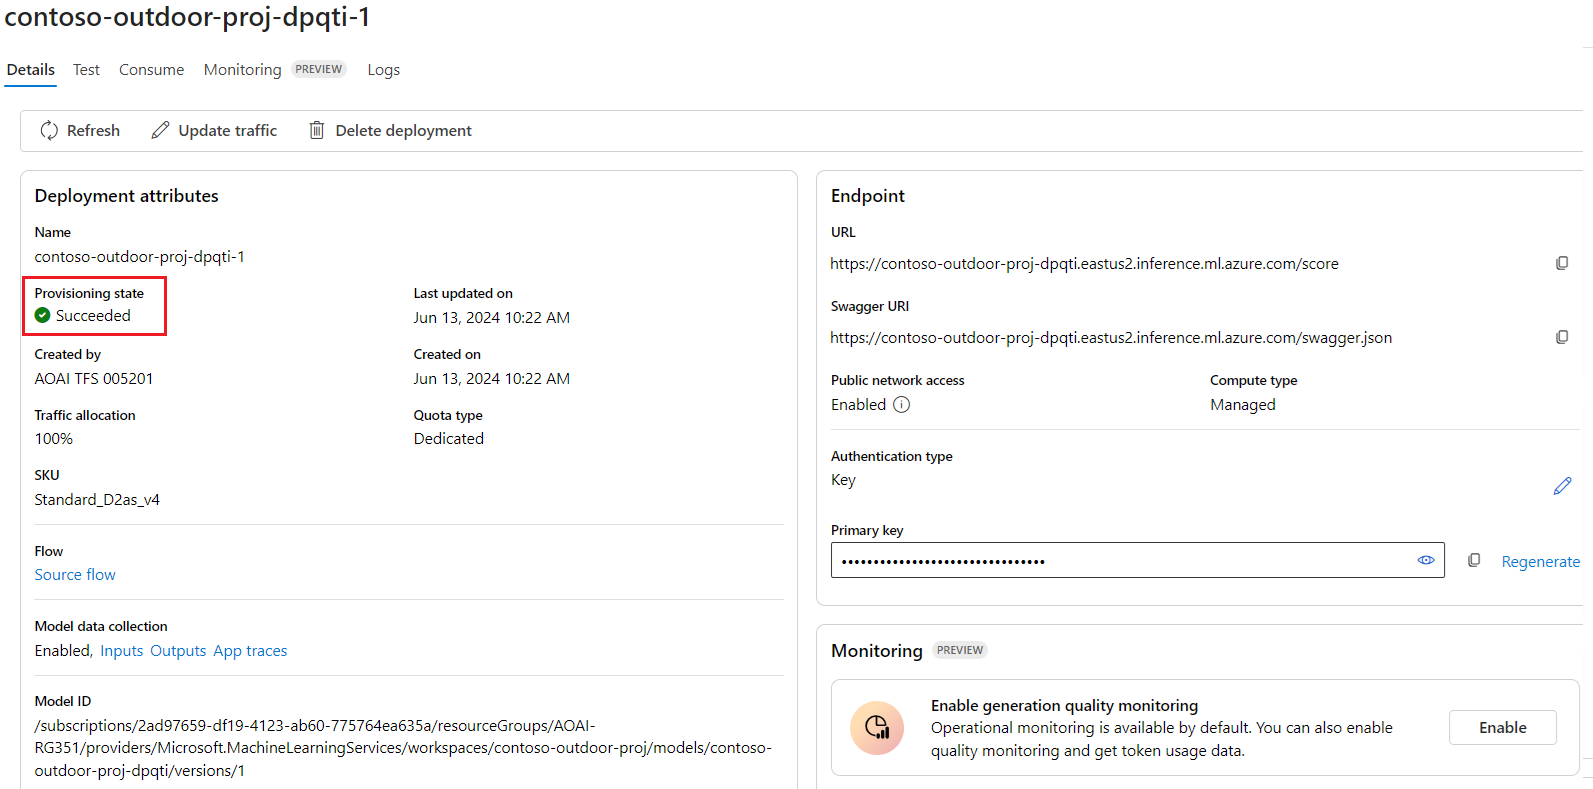 contoso-outdoor-proj-dpqti-1
Details Test Consume Monitoring PREVIEW Logs
Refresh Update traffic Delete deployment
Deployment attributes
Name
contoso-outdoor-proj-dpqti-1
Provisioning state Last updated on
Succeeded Jun 13, 2024 10:22 AM
Created by Created on
AOAI TFS 005201 Jun 13, 2024 10:22 AM
Traffic allocation Quota type
100% Dedicated
SKU
Standard_D2as_v4
Flow
Source flow
Model data collection
Enabled, Inputs Outputs App traces
Model ID
/subscriptions/2ad97659-df19-4123-ab60-775764ea635a/resourceGroups/AOAI-
RG351/providers/Microsoft.MachineLearningServices/workspaces/contoso-outdoor-proj/models/contoso-
outdoor-proj-dpqti/versions/1
Endpoint
URL
https://contoso-outdoor-proj-dpqti.eastus2.inference.ml.azure.com/score
Swagger URI
https://contoso-outdoor-proj-dpqti.eastus2.inference.ml.azure.com/swagger.json
Public network access Compute type
Enabled Managed
Authentication type
Key
Primary key
•••••••••••••••••••••••••••••••• Regenerate
Monitoring PREVIEW
Enable generation quality monitoring
Operational monitoring is available by default. You can also enable
quality monitoring and get token usage data.
Enable